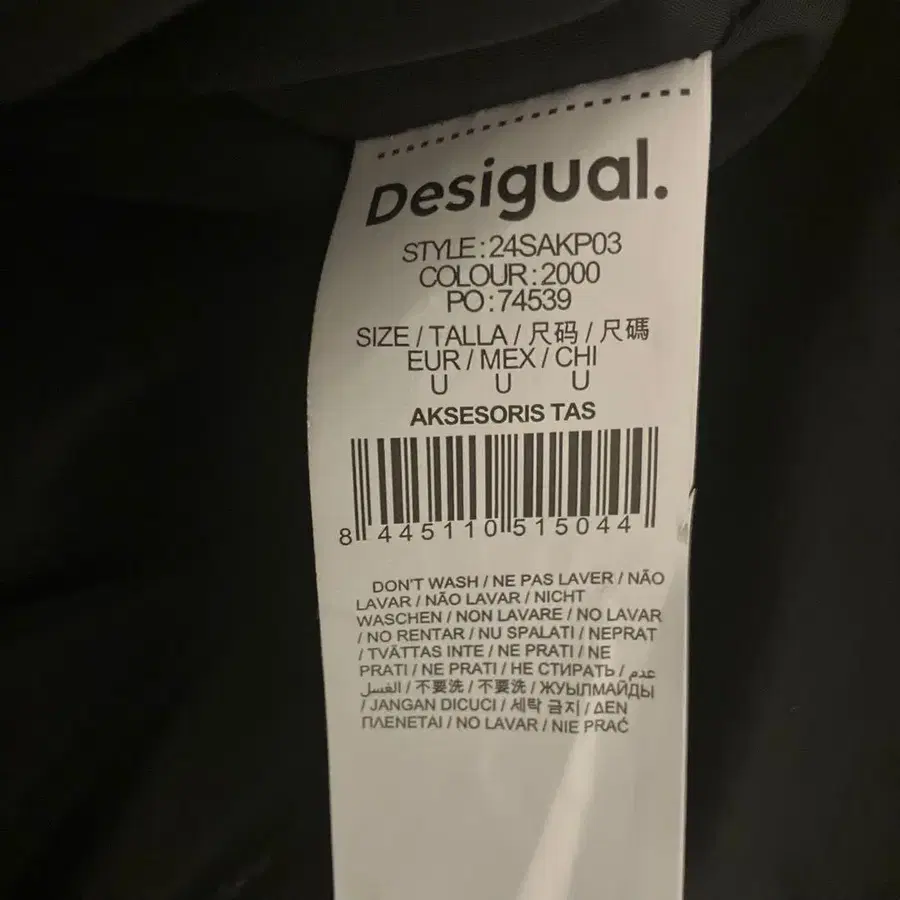 Desigual.
STYLE:24SAKP03
COLOUR:2000
PO:74539
SIZE / TALLA / 尺码 / 尺碼
EUR / MEX / CHI
U U U
AKSESORIS TAS
8 445110 515044
DON'T WASH / NE PAS LAVER / NÃO
LAVAR / NÃO LAVAR / NICHT
WASCHEN / NON LAVARE / NO LAVAR
/ NO RENTAR / NU SPALATI / NEPRAT
/ TVÄTTAS INTE / NE PRATI / NE
PRATI / NE PRATI / НЕ СТИРАТЬ / عدم
الغسل / 不要洗 / 不要洗 / ЖУЫЛМАЙДЫ
/ JANGAN DICUCI / 세탁 금지 / ΔΕΝ
ΠΛΕΝΕΤΑΙ / NO LAVAR / NIE PRAĆ